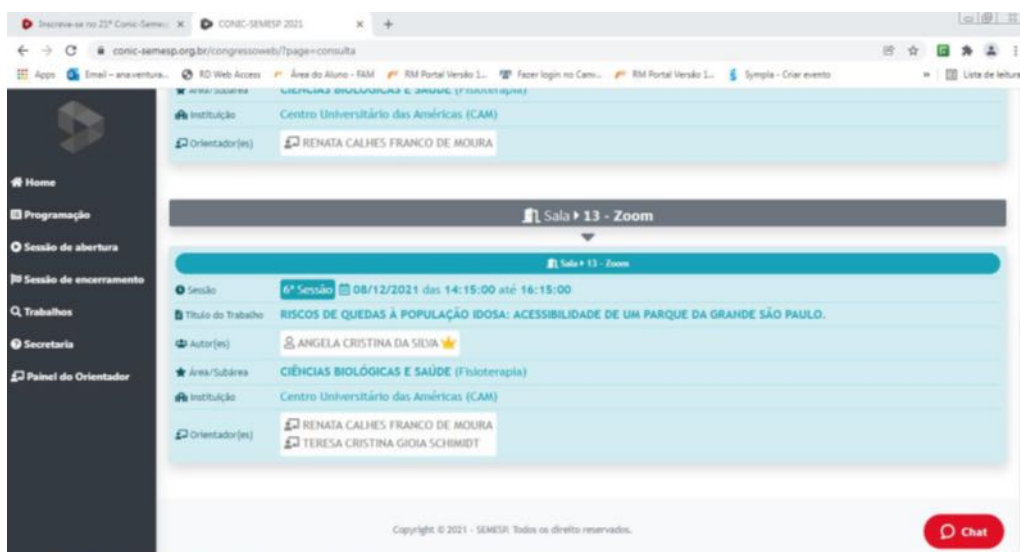 Inscreva-se no 21º Conic-Semes
CONIC-SEMESP 2021
conic-semesp.org.br/congressoweb/?page=consulta
Apps
Email - ana.ventura...
RD Web Access
Área do Aluno - FAM
RM Portal Versão 1...
Fazer login no Canv...
RM Portal Versão 1...
Sympla - Criar evento
Lista de leitura
Área/Subárea CIÊNCIAS BIOLÓGICAS E SAÚDE (Fisioterapia)
Instituição Centro Universitário das Américas (CAM)
Orientador(es) RENATA CALHES FRANCO DE MOURA
Home
Programação
Sessão de abertura
Sessão de encerramento
Trabalhos
Secretaria
Painel do Orientador
Sala 13 - Zoom
Sala 13 - Zoom
Sessão 6ª Sessão 08/12/2021 das 14:15:00 até 16:15:00
Título do Trabalho RISCOS DE QUEDAS À POPULAÇÃO IDOSA: ACESSIBILIDADE DE UM PARQUE DA GRANDE SÃO PAULO.
Autor(es) ANGELA CRISTINA DA SILVA
Área/Subárea CIÊNCIAS BIOLÓGICAS E SAÚDE (Fisioterapia)
Instituição Centro Universitário das Américas (CAM)
Orientador(es) RENATA CALHES FRANCO DE MOURA
TERESA CRISTINA GIOIA SCHIMIDT
Copyright © 2021 - SEMESP. Todos os direito reservados.
Chat